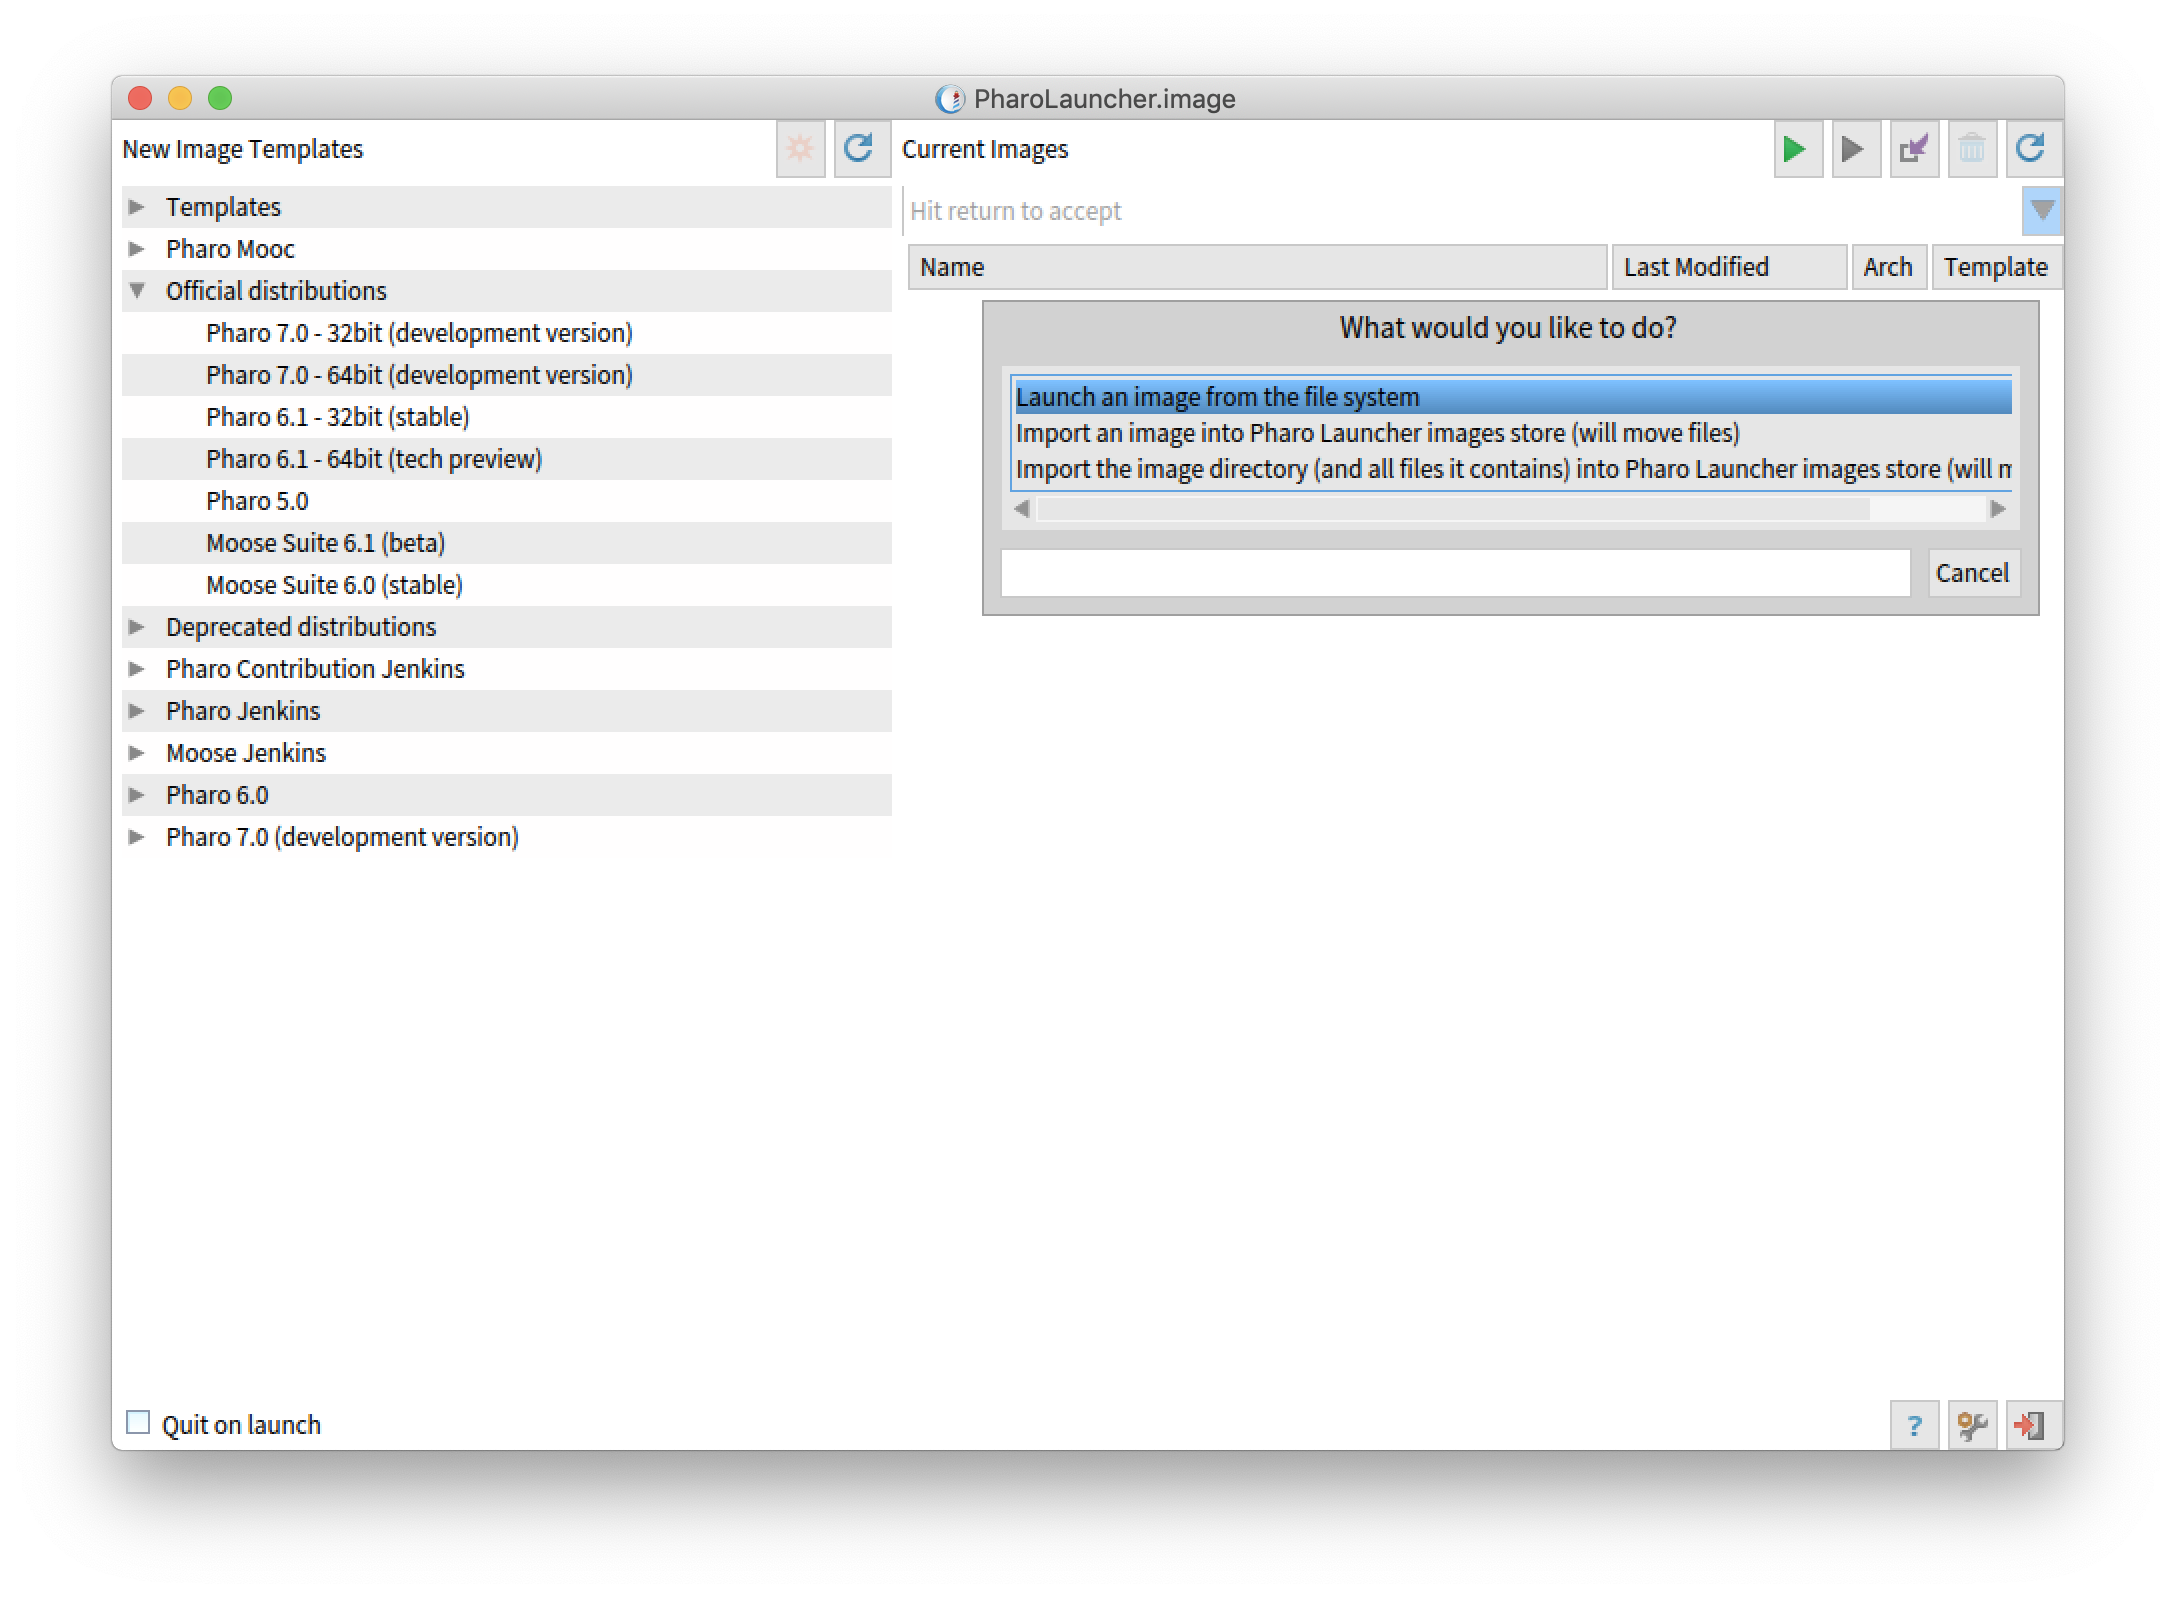 PharoLauncher.image
New Image Templates
Current Images
Templates
Pharo Mooc
Official distributions
Pharo 7.0 - 32bit (development version)
Pharo 7.0 - 64bit (development version)
Pharo 6.1 - 32bit (stable)
Pharo 6.1 - 64bit (tech preview)
Pharo 5.0
Moose Suite 6.1 (beta)
Moose Suite 6.0 (stable)
Deprecated distributions
Pharo Contribution Jenkins
Pharo Jenkins
Moose Jenkins
Pharo 6.0
Pharo 7.0 (development version)
Hit return to accept
Name Last Modified Arch Template
What would you like to do?
Launch an image from the file system
Import an image into Pharo Launcher images store (will move files)
Import the image directory (and all files it contains) into Pharo Launcher images store (will
Cancel
Quit on launch
?